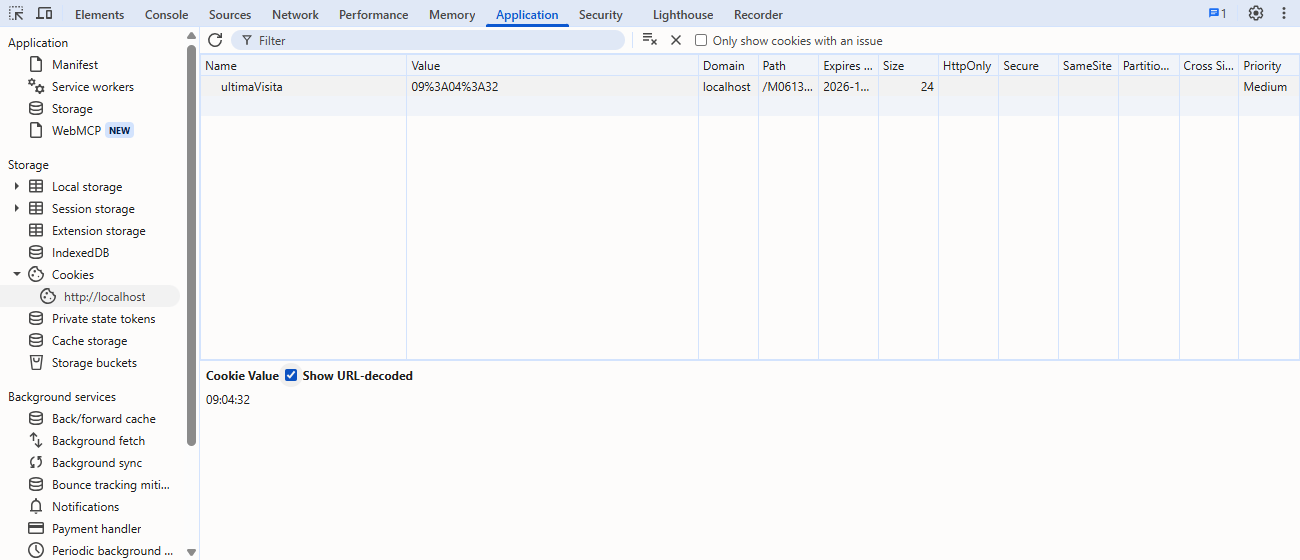 Elements Console Sources Network Performance Memory Application Security Lighthouse Recorder 1
Application
Manifest
Service workers
Storage
WebMCP NEW
Storage
Local storage
Session storage
Extension storage
IndexedDB
Cookies
http://localhost
Private state tokens
Cache storage
Storage buckets
Background services
Back/forward cache
Background fetch
Background sync
Bounce tracking miti...
Notifications
Payment handler
Periodic background ...
Filter Only show cookies with an issue
Name Value Domain Path Expires ... Size HttpOnly Secure SameSite Partitio... Cross Si... Priority
ultimaVisita 09%3A04%3A32 localhost /M0613... 2026-1... 24 Medium
Cookie Value Show URL-decoded
09:04:32